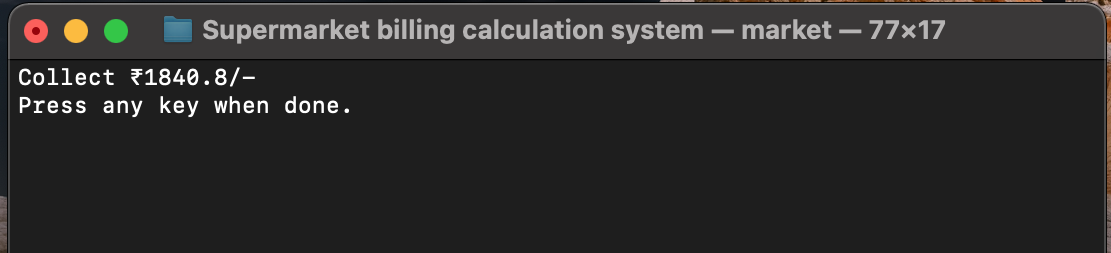 Supermarket billing calculation system — market — 77×17
Collect ₹1840.8/-
Press any key when done.